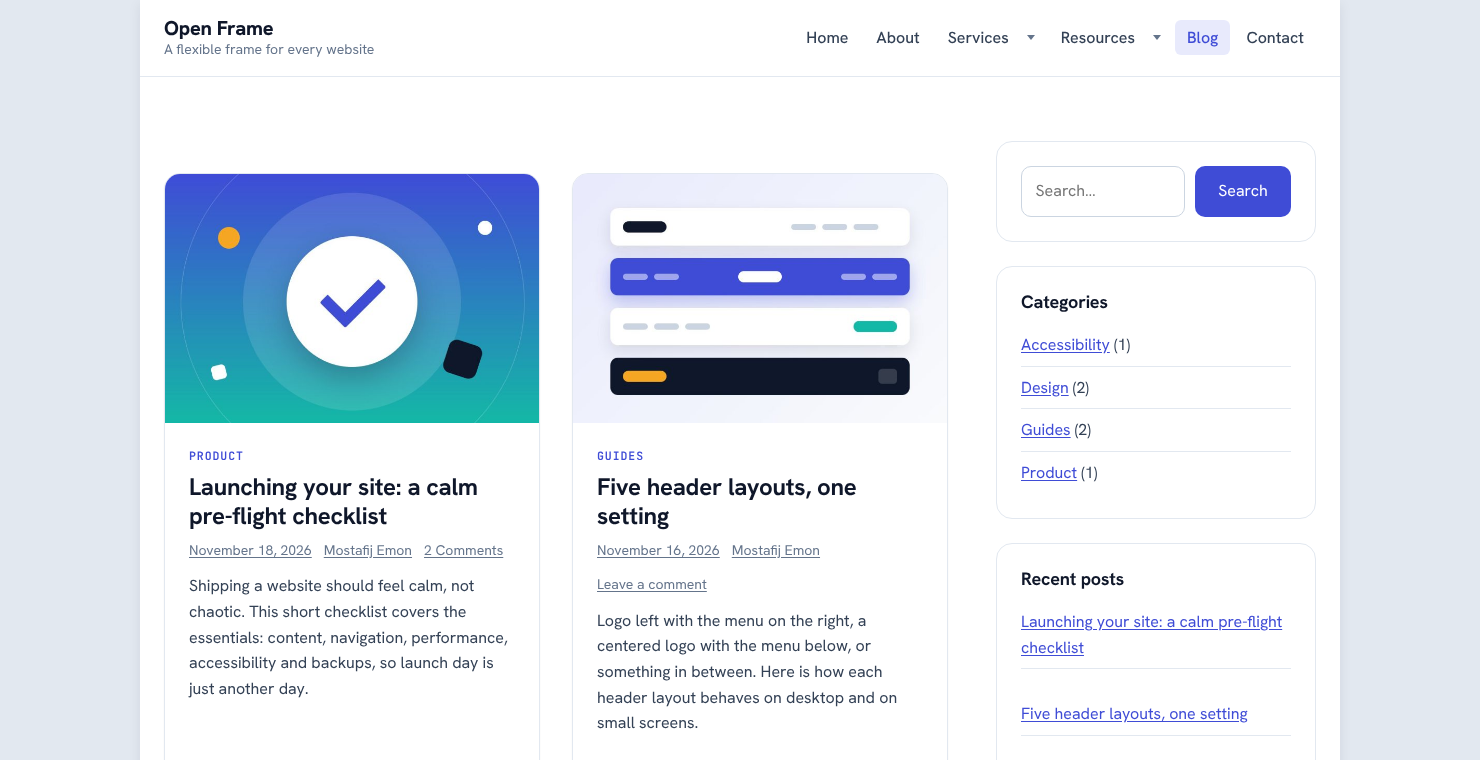 Open Frame
A flexible frame for every website
Home About Services Resources Blog Contact
PRODUCT
Launching your site: a calm
pre-flight checklist
November 18, 2026 Mostafij Emon 2 Comments
Shipping a website should feel calm, not
chaotic. This short checklist covers the
essentials: content, navigation, performance,
accessibility and backups, so launch day is
just another day.
GUIDES
Five header layouts, one
setting
November 16, 2026 Mostafij Emon
Leave a comment
Logo left with the menu on the right, a
centered logo with the menu below, or
something in between. Here is how each
header layout behaves on desktop and on
small screens.
Search... Search
Categories
Accessibility (1)
Design (2)
Guides (2)
Product (1)
Recent posts
Launching your site: a calm pre-flight
checklist
Five header layouts, one setting